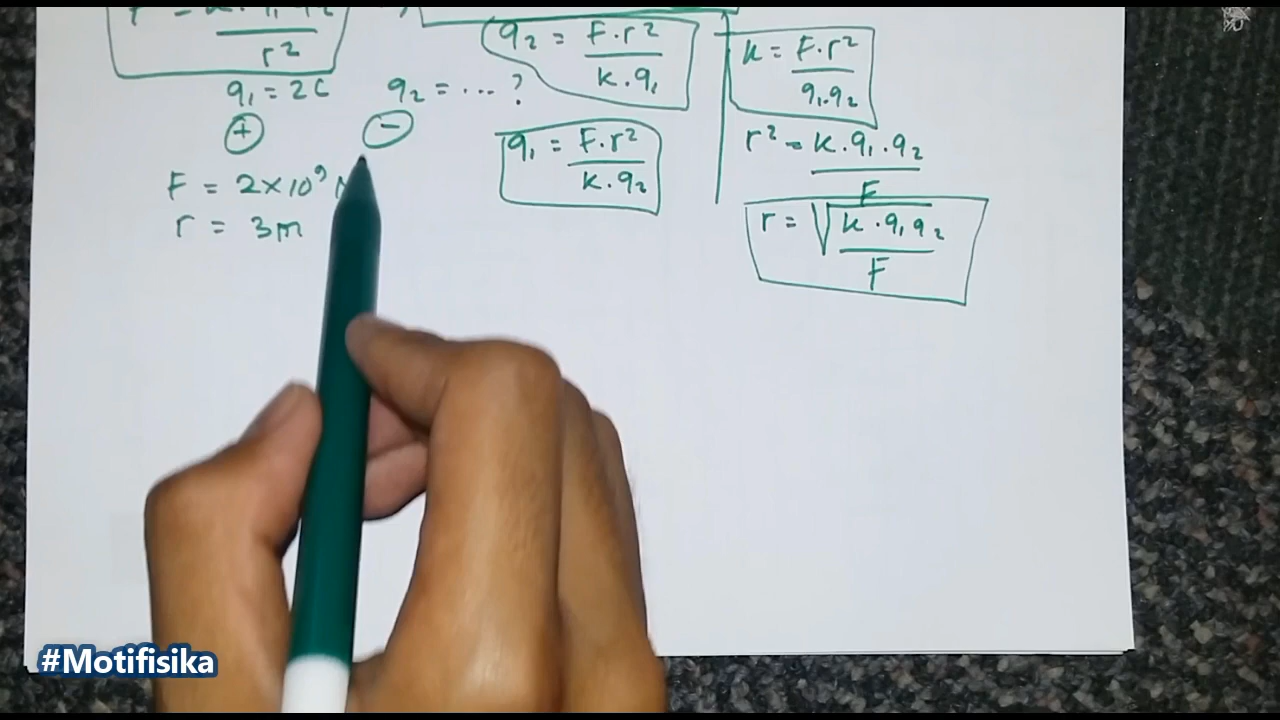 r²
q₁ = 2C
q₂ = ... ?
+
-
F = 2×10⁹ N
r = 3m
q₂ = F.r² / k.q₁
q₁ = F.r² / k.q₂
k = F.r² / q₁.q₂
r² = k.q₁.q₂ / F
r = √ k.q₁q₂ / F
#Motifisika